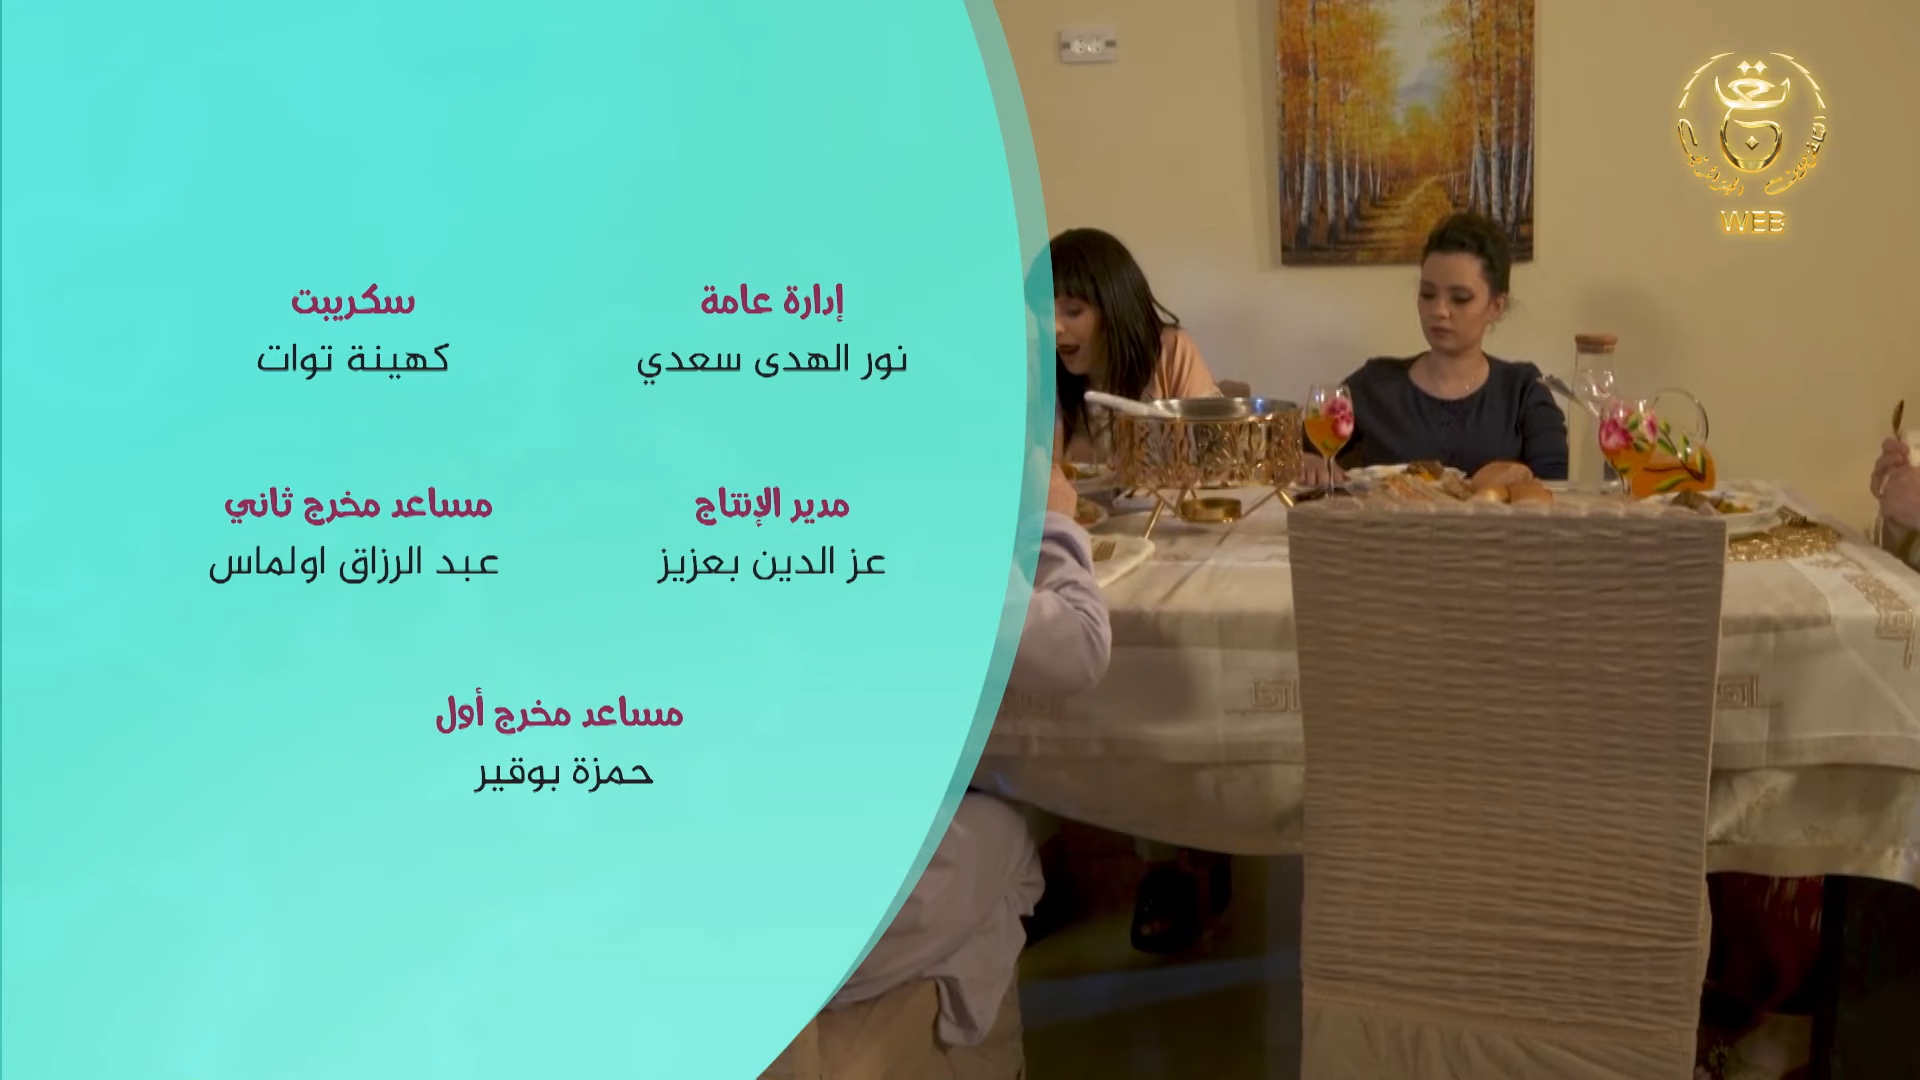 إدارة عامة
نور الهدى سعدي
سكريبت
كهينة توات
مدير الإنتاج
عز الدين بعزيز
مساعد مخرج ثاني
عبد الرزاق اولماس
مساعد مخرج أول
حمزة بوقير
WEB